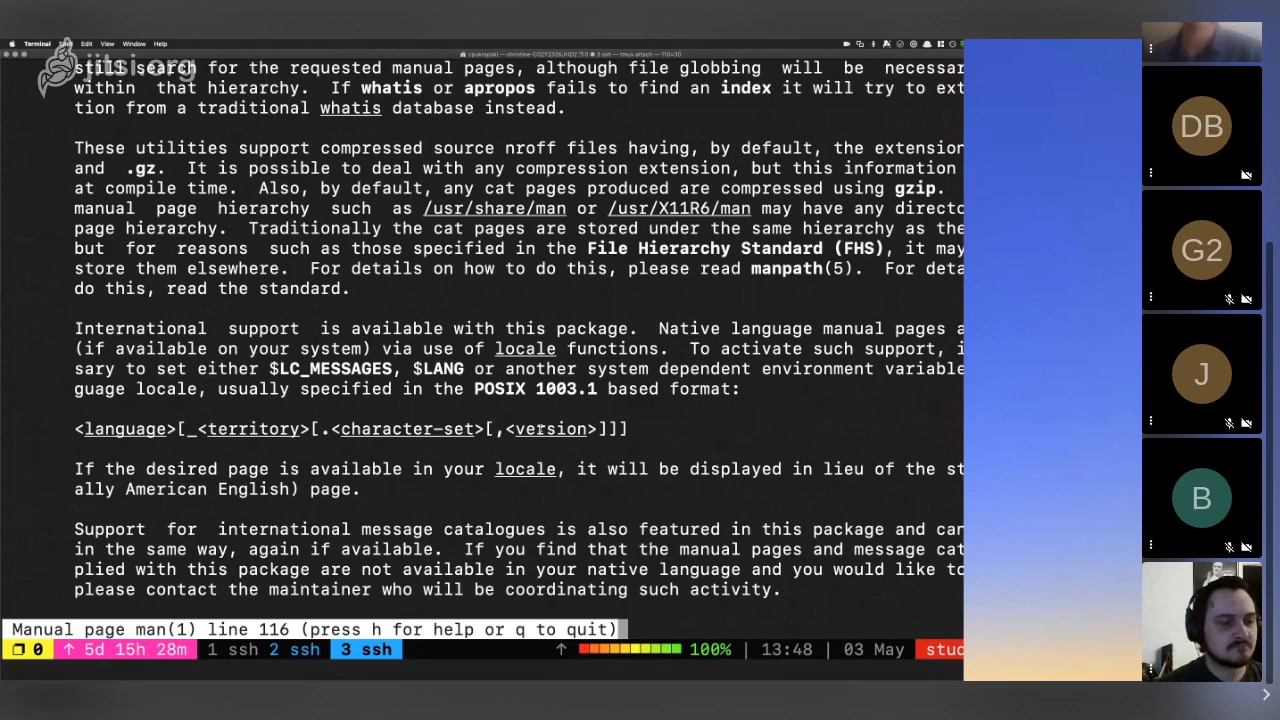 Terminal Edit View Window Help
jitsi.org
still search for the requested manual pages, although file globbing will be necessar
within that hierarchy. If whatis or apropos fails to find an index it will try to ext
tion from a traditional whatis database instead.
These utilities support compressed source nroff files having, by default, the extension
and .gz. It is possible to deal with any compression extension, but this information
at compile time. Also, by default, any cat pages produced are compressed using gzip.
manual page hierarchy such as /usr/share/man or /usr/X11R6/man may have any directo
page hierarchy. Traditionally the cat pages are stored under the same hierarchy as the
but for reasons such as those specified in the File Hierarchy Standard (FHS), it may
store them elsewhere. For details on how to do this, please read manpath(5). For deta
do this, read the standard.
International support is available with this package. Native language manual pages a
(if available on your system) via use of locale functions. To activate such support, i
sary to set either $LC_MESSAGES, $LANG or another system dependent environment variable
guage locale, usually specified in the POSIX 1003.1 based format:
<language>[_<territory>[.<character-set>[,<version>]]]
If the desired page is available in your locale, it will be displayed in lieu of the st
ally American English) page.
Support for international message catalogues is also featured in this package and can
in the same way, again if available. If you find that the manual pages and message cat
plied with this package are not available in your native language and you would like to
please contact the maintainer who will be coordinating such activity.
Manual page man(1) line 116 (press h for help or q to quit)
0 ↑ 5d 15h 28m 1 ssh 2 ssh 3 ssh ↑ 100% | 13:48 | 03 May stud
DB
G2
J
B